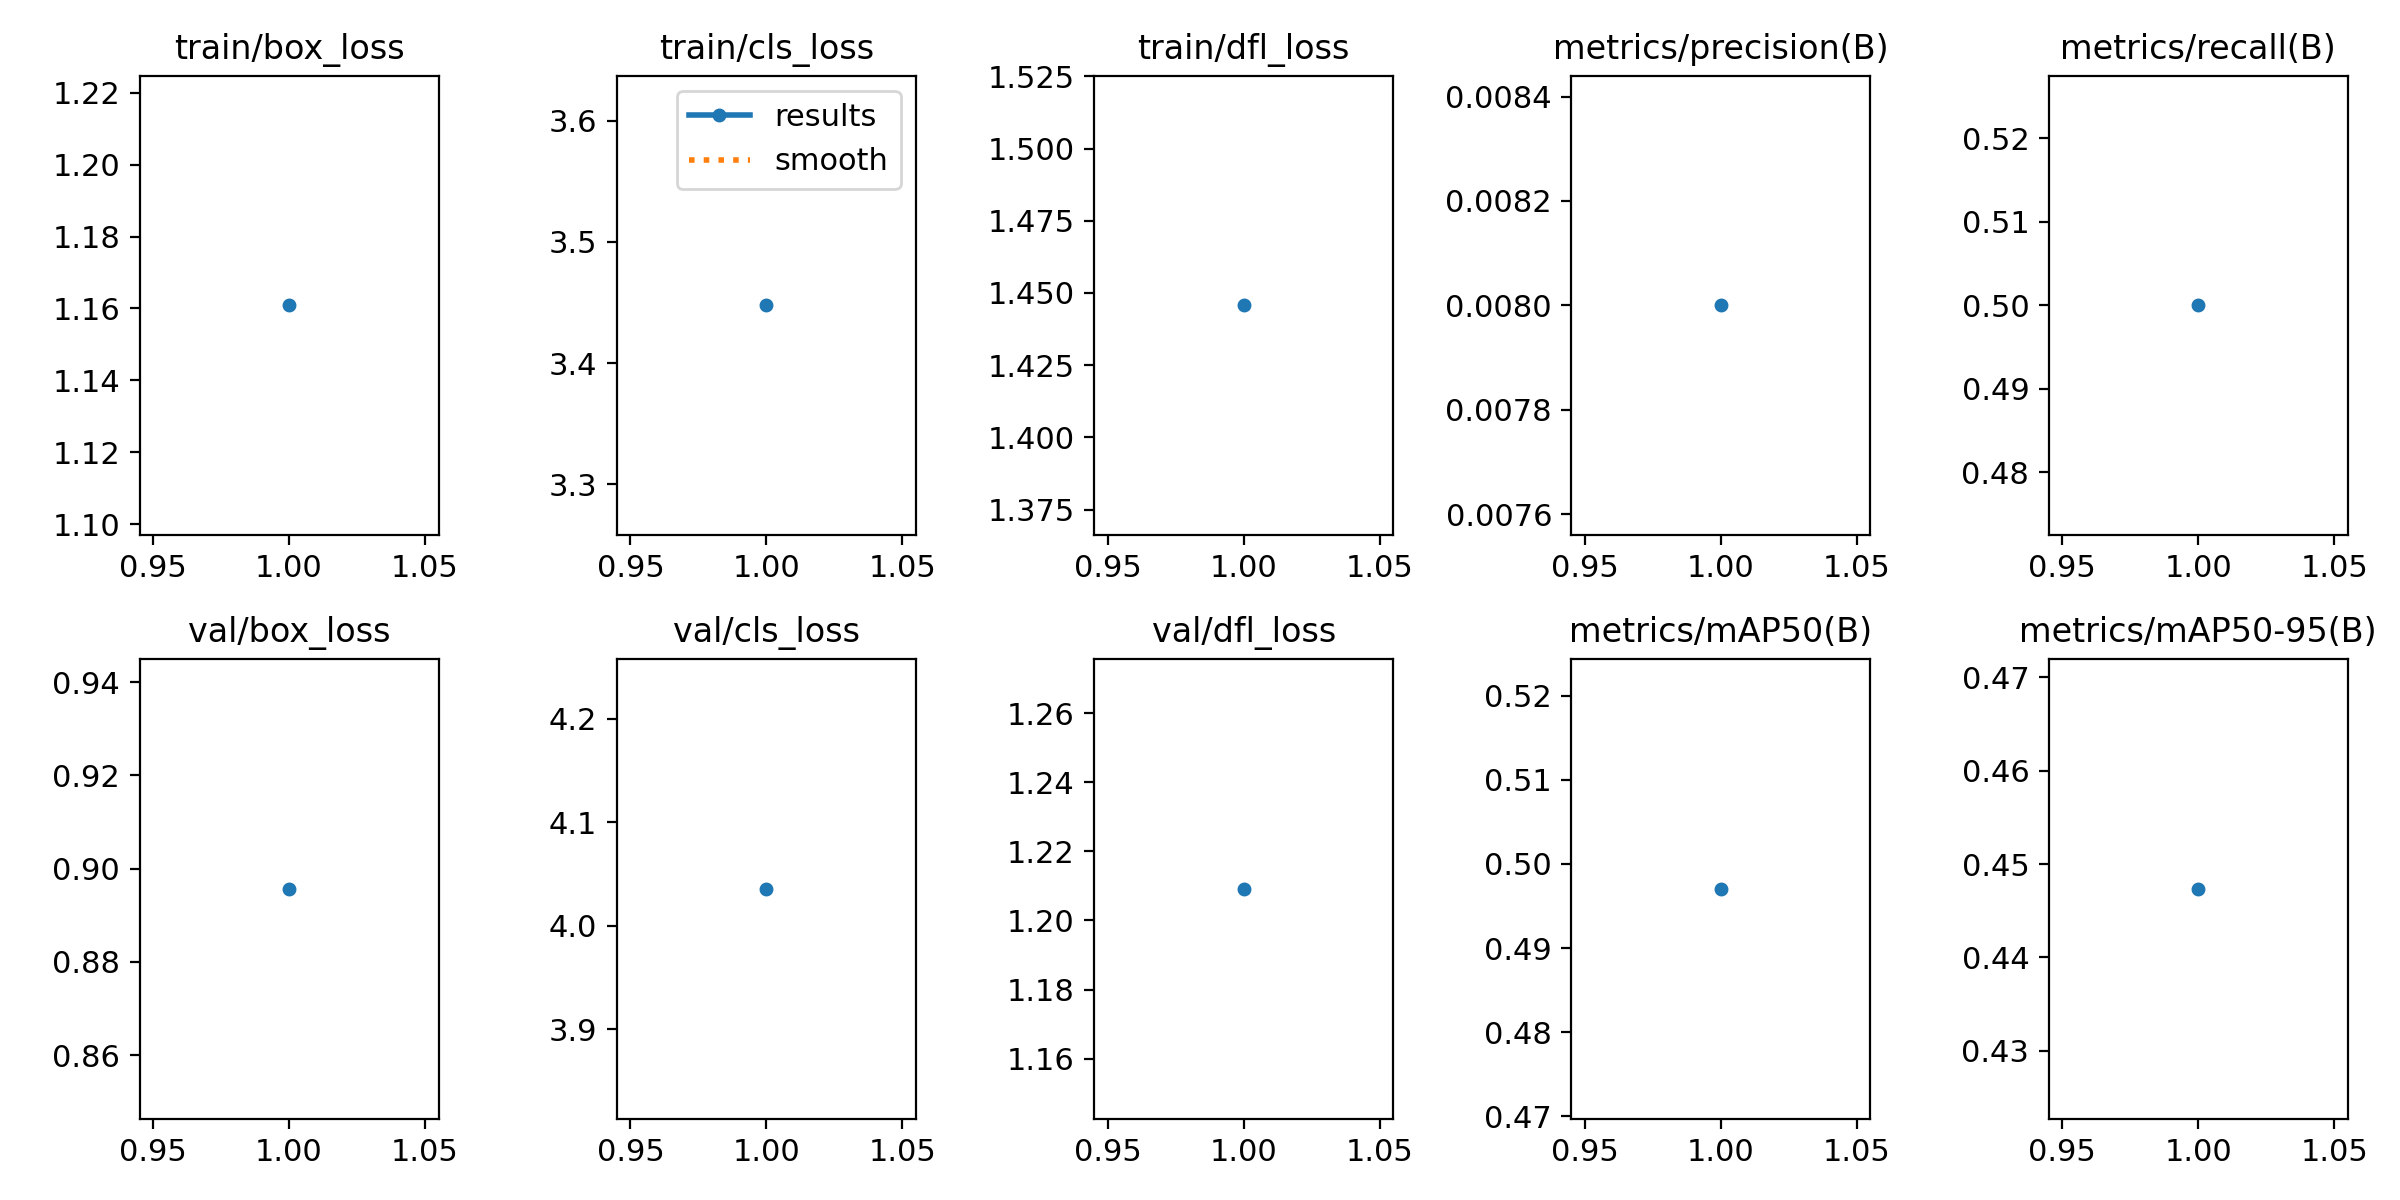 train/box_loss
1.22
1.20
1.18
1.16
1.14
1.12
1.10
0.95 1.00 1.05
train/cls_loss
results
smooth
3.6
3.5
3.4
3.3
0.95 1.00 1.05
train/dfl_loss
1.525
1.500
1.475
1.450
1.425
1.400
1.375
0.95 1.00 1.05
metrics/precision(B)
0.0084
0.0082
0.0080
0.0078
0.0076
0.95 1.00 1.05
metrics/recall(B)
0.52
0.51
0.50
0.49
0.48
0.95 1.00 1.05
val/box_loss
0.94
0.92
0.90
0.88
0.86
0.95 1.00 1.05
val/cls_loss
4.2
4.1
4.0
3.9
0.95 1.00 1.05
val/dfl_loss
1.26
1.24
1.22
1.20
1.18
1.16
0.95 1.00 1.05
metrics/mAP50(B)
0.52
0.51
0.50
0.49
0.48
0.47
0.95 1.00 1.05
metrics/mAP50-95(B)
0.47
0.46
0.45
0.44
0.43
0.95 1.00 1.05